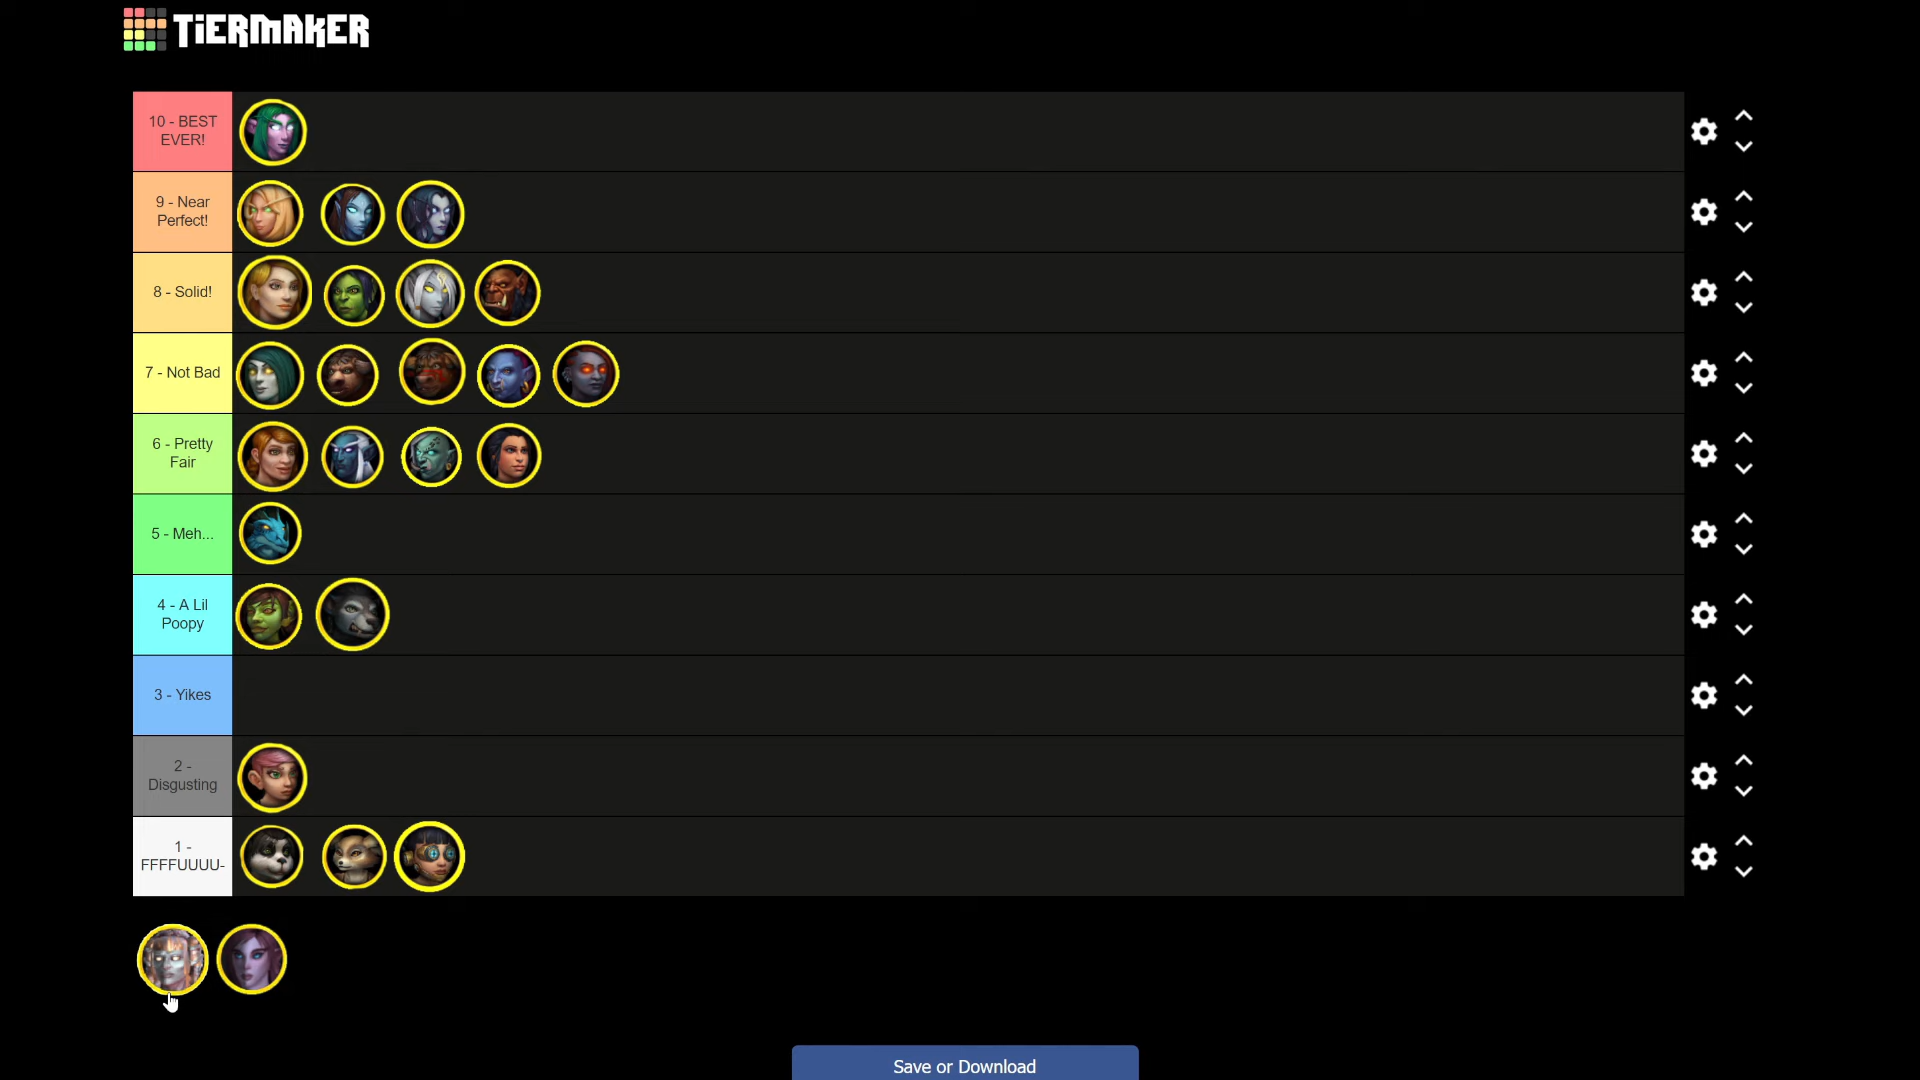 TIERMAKER
10 - BEST
EVER!
9 - Near
Perfect!
8 - Solid!
7 - Not Bad
6 - Pretty
Fair
5 - Meh...
4 - A Lil
Poopy
3 - Yikes
2 -
Disgusting
1 -
FFFFUUUU-
Save or Download